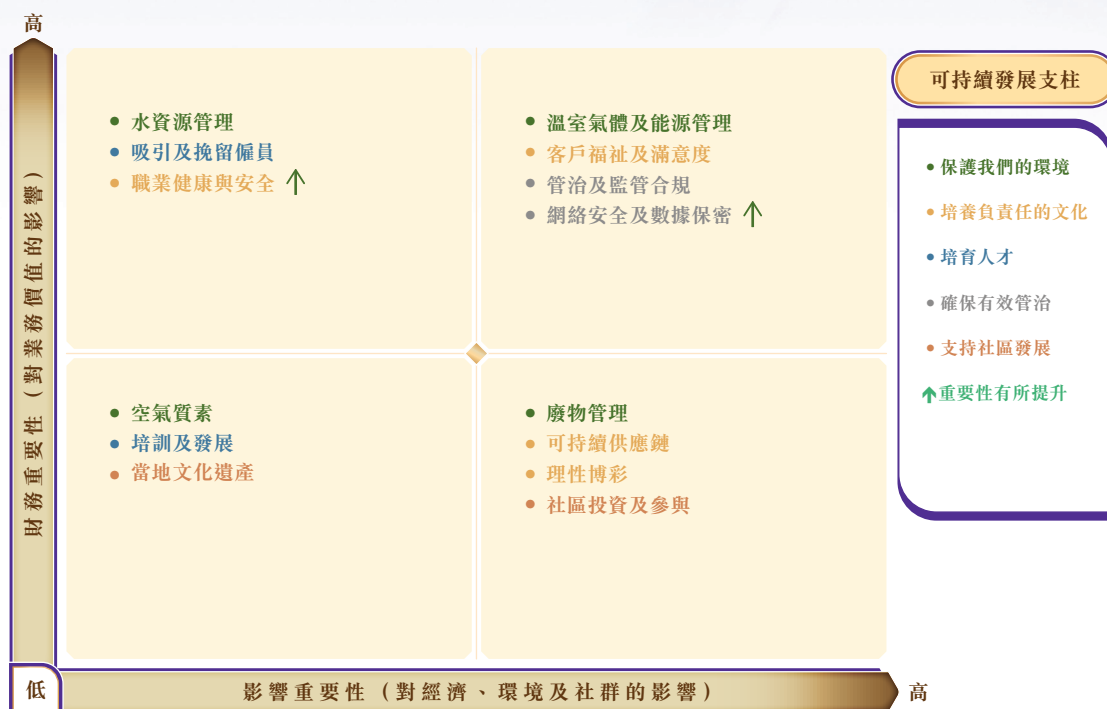 高
財務重要性（對業務價值的影響）
水資源管理
吸引及挽留僱員
職業健康與安全
溫室氣體及能源管理
客戶福祉及滿意度
管治及監管合規
網絡安全及數據保密
空氣質素
培訓及發展
當地文化遺產
廢物管理
可持續供應鏈
理性博彩
社區投資及參與
低
影響重要性（對經濟、環境及社群的影響）
高
可持續發展支柱
保護我們的環境
培養負責任的文化
培育人才
確保有效管治
支持社區發展
重要性有所提升